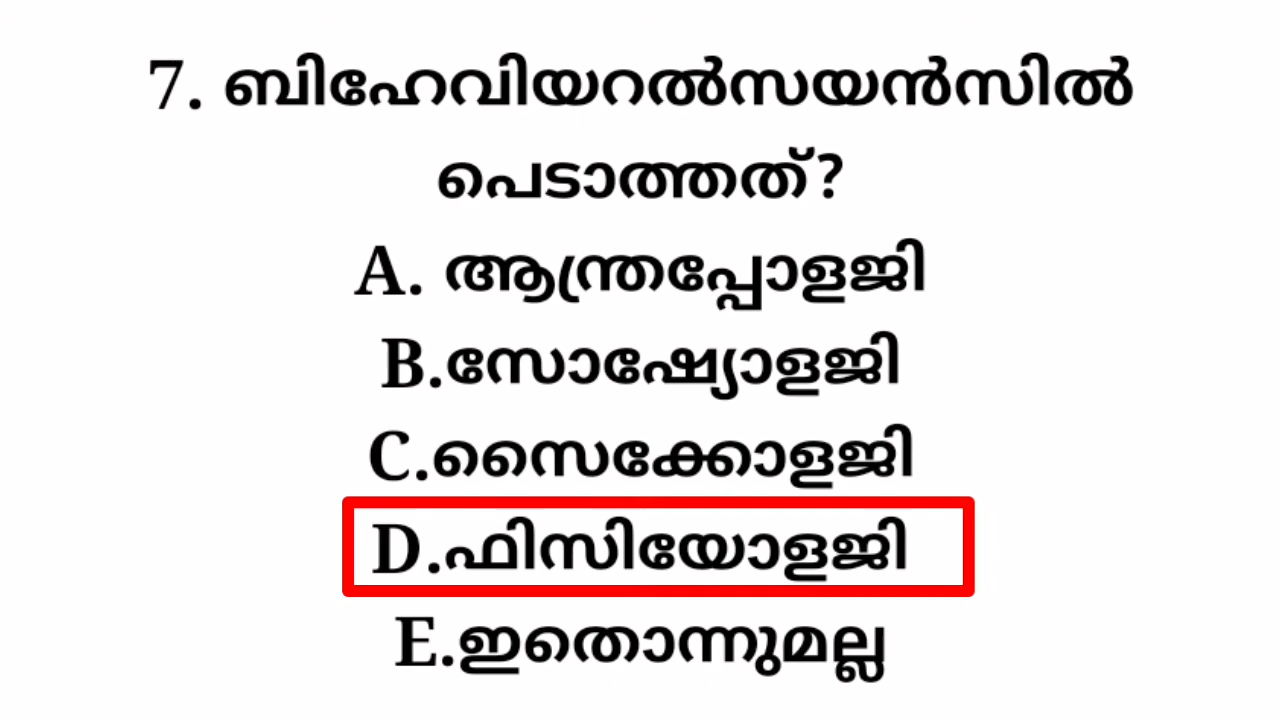 7. ബിഹേവിയറൽസയൻസിൽ
പെടാത്തത്?
A. ആന്ത്രപ്പോളജി
B.സോഷ്യോളജി
C.സൈക്കോളജി
D.ഫിസിയോളജി
E.ഇതൊന്നുമല്ല